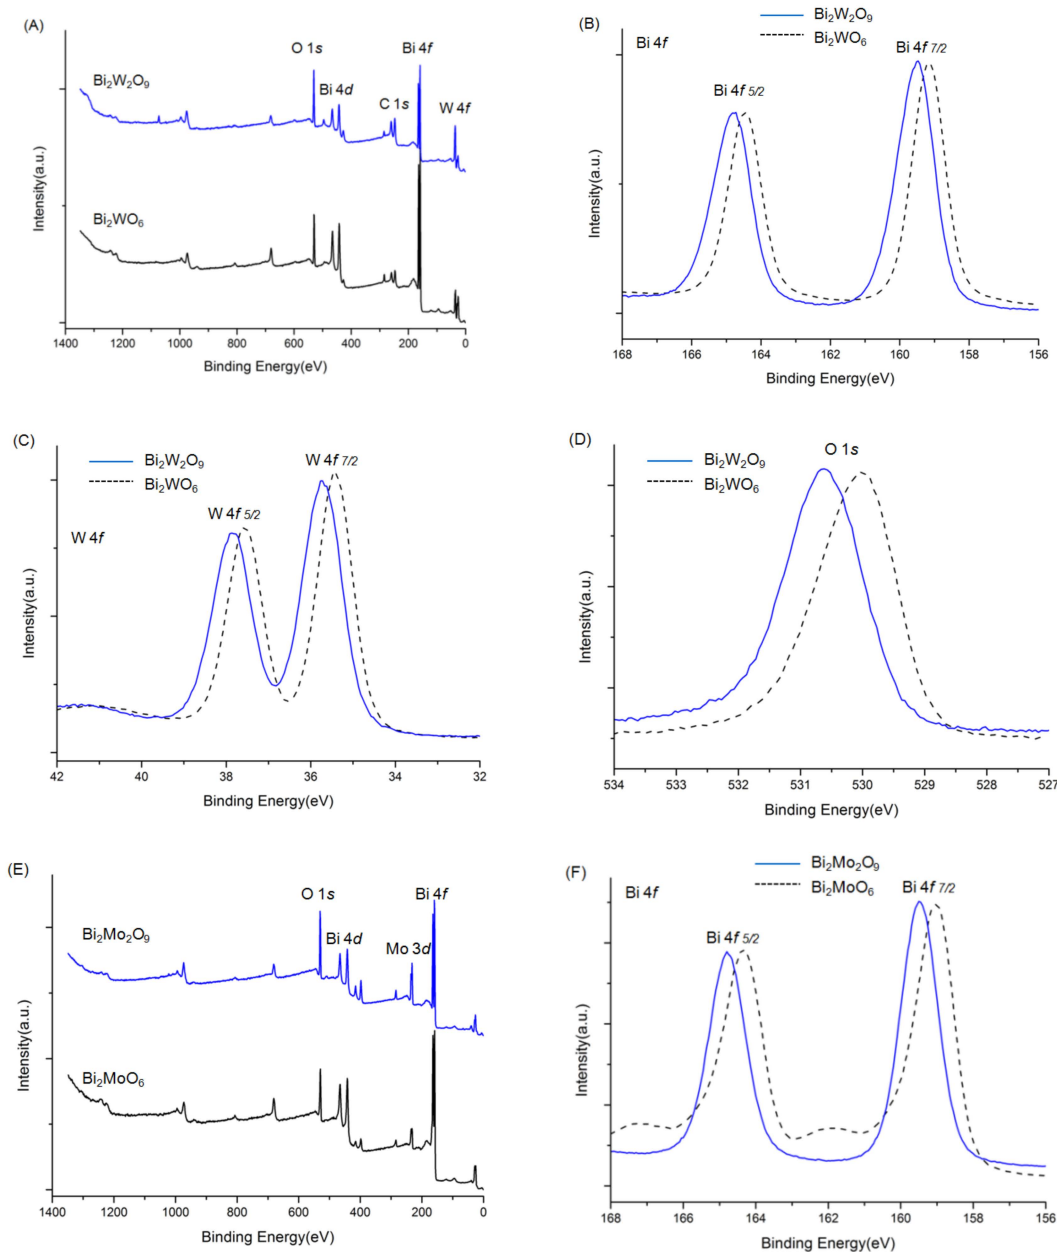 (A)
O 1s
Bi 4f
Bi₂W₂O₉
Bi 4d
C 1s
W 4f
Bi₂WO₆
Intensity(a.u.)
1400 1200 1000 800 600 400 200 0
Binding Energy(eV)
(B)
Bi₂W₂O₉
Bi₂WO₆
Bi 4f
Bi 4f 7/2
Bi 4f 5/2
Intensity(a.u.)
168 166 164 162 160 158 156
Binding Energy(eV)
(C)
Bi₂W₂O₉
Bi₂WO₆
W 4f 7/2
W 4f 5/2
W 4f
Intensity(a.u.)
42 40 38 36 34 32
Binding Energy(eV)
(D)
O 1s
Bi₂W₂O₉
Bi₂WO₆
Intensity(a.u.)
534 533 532 531 530 529 528 527
Binding Energy(eV)
(E)
O 1s
Bi 4f
Bi₂Mo₂O₉
Bi 4d
Mo 3d
Bi₂MoO₆
Intensity(a.u.)
1400 1200 1000 800 600 400 200 0
Binding Energy(eV)
(F)
Bi₂Mo₂O₉
Bi₂MoO₆
Bi 4f
Bi 4f 7/2
Bi 4f 5/2
Intensity(a.u.)
168 166 164 162 160 158 156
Binding Energy(eV)